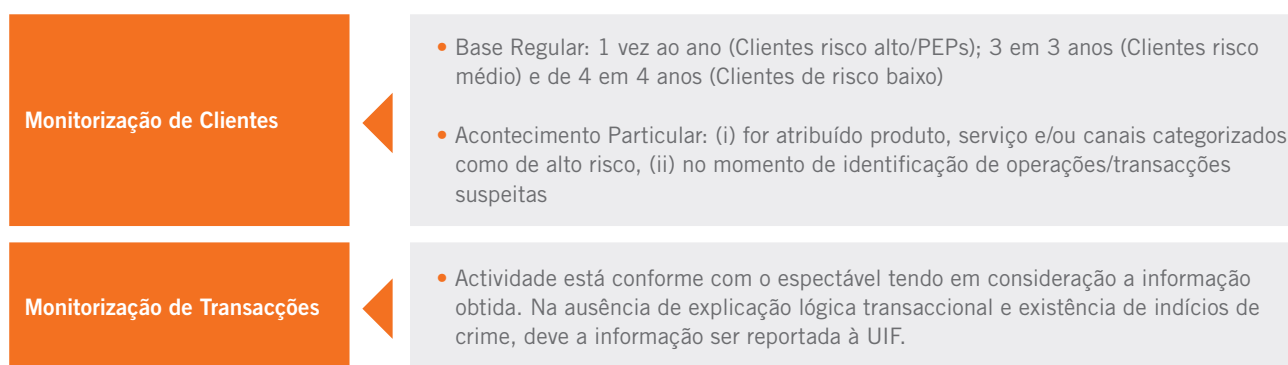 Monitorização de Clientes
• Base Regular: 1 vez ao ano (Clientes risco alto/PEPs); 3 em 3 anos (Clientes risco
médio) e de 4 em 4 anos (Clientes de risco baixo)
• Acontecimento Particular: (i) for atribuído produto, serviço e/ou canais categorizados
como de alto risco, (ii) no momento de identificação de operações/transacções
suspeitas
Monitorização de Transacções
• Actividade está conforme com o espectável tendo em consideração a informação
obtida. Na ausência de explicação lógica transaccional e existência de indícios de
crime, deve a informação ser reportada à UIF.